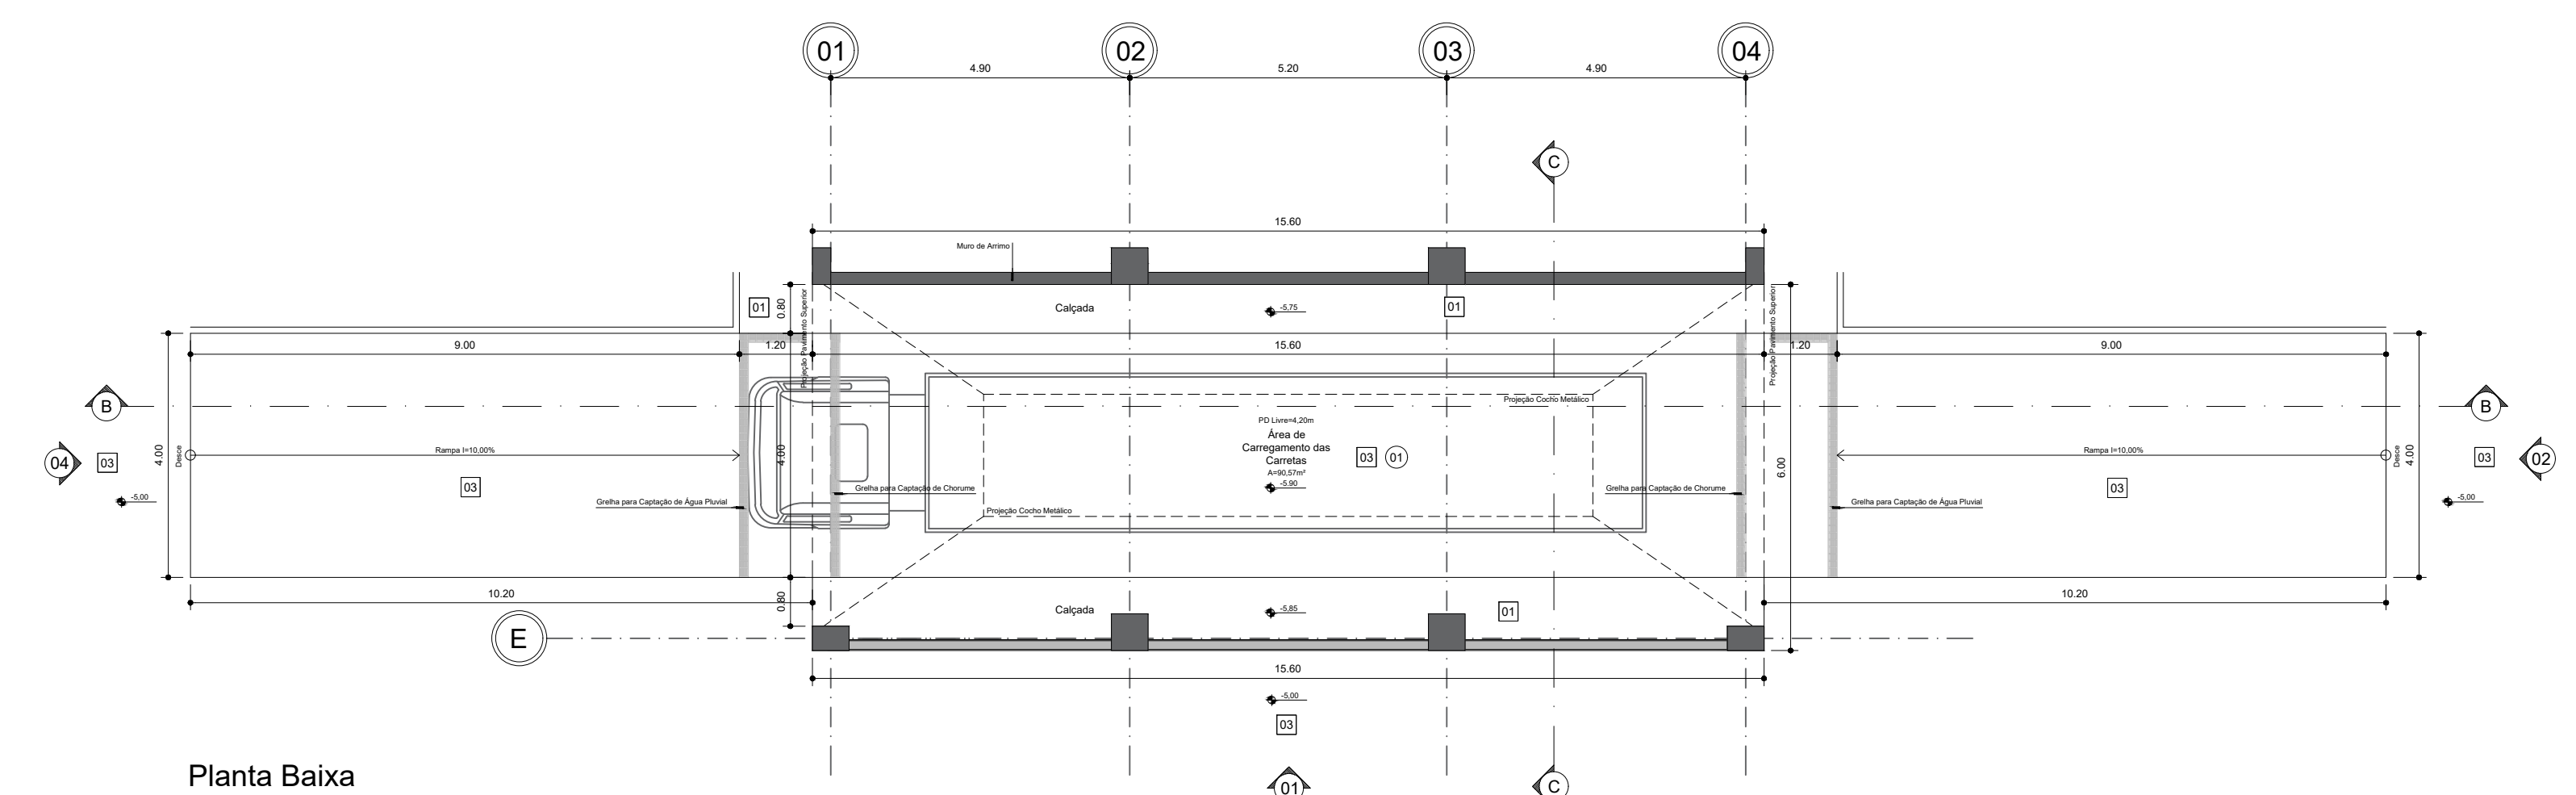 01
02
03
04
4.90
5.20
4.90
C
15.60
Muro de Arrimo
01
0.80
Projeção Pavimento Superior
Calçada
-5,75
01
Projeção Pavimento Superior
9.00
1.20
15.60
1.20
9.00
B
Projeção Cocho Metálico
B
PD Livre=4,20m
Área de
Carregamento das
Carretas
A=90,57m²
-5.90
03
01
04
03
4.00
Desce
Rampa I=10,00%
03
-5,00
4.00
6.00
Rampa I=10,00%
03
Desce
4.00
03
02
-5,00
Grelha para Captação de Água Pluvial
Grelha para Captação de Chorume
Grelha para Captação de Chorume
Grelha para Captação de Água Pluvial
Projeção Cocho Metálico
10.20
0.80
Calçada
-5,85
01
10.20
E
15.60
-5,00
03
Planta Baixa
01
C